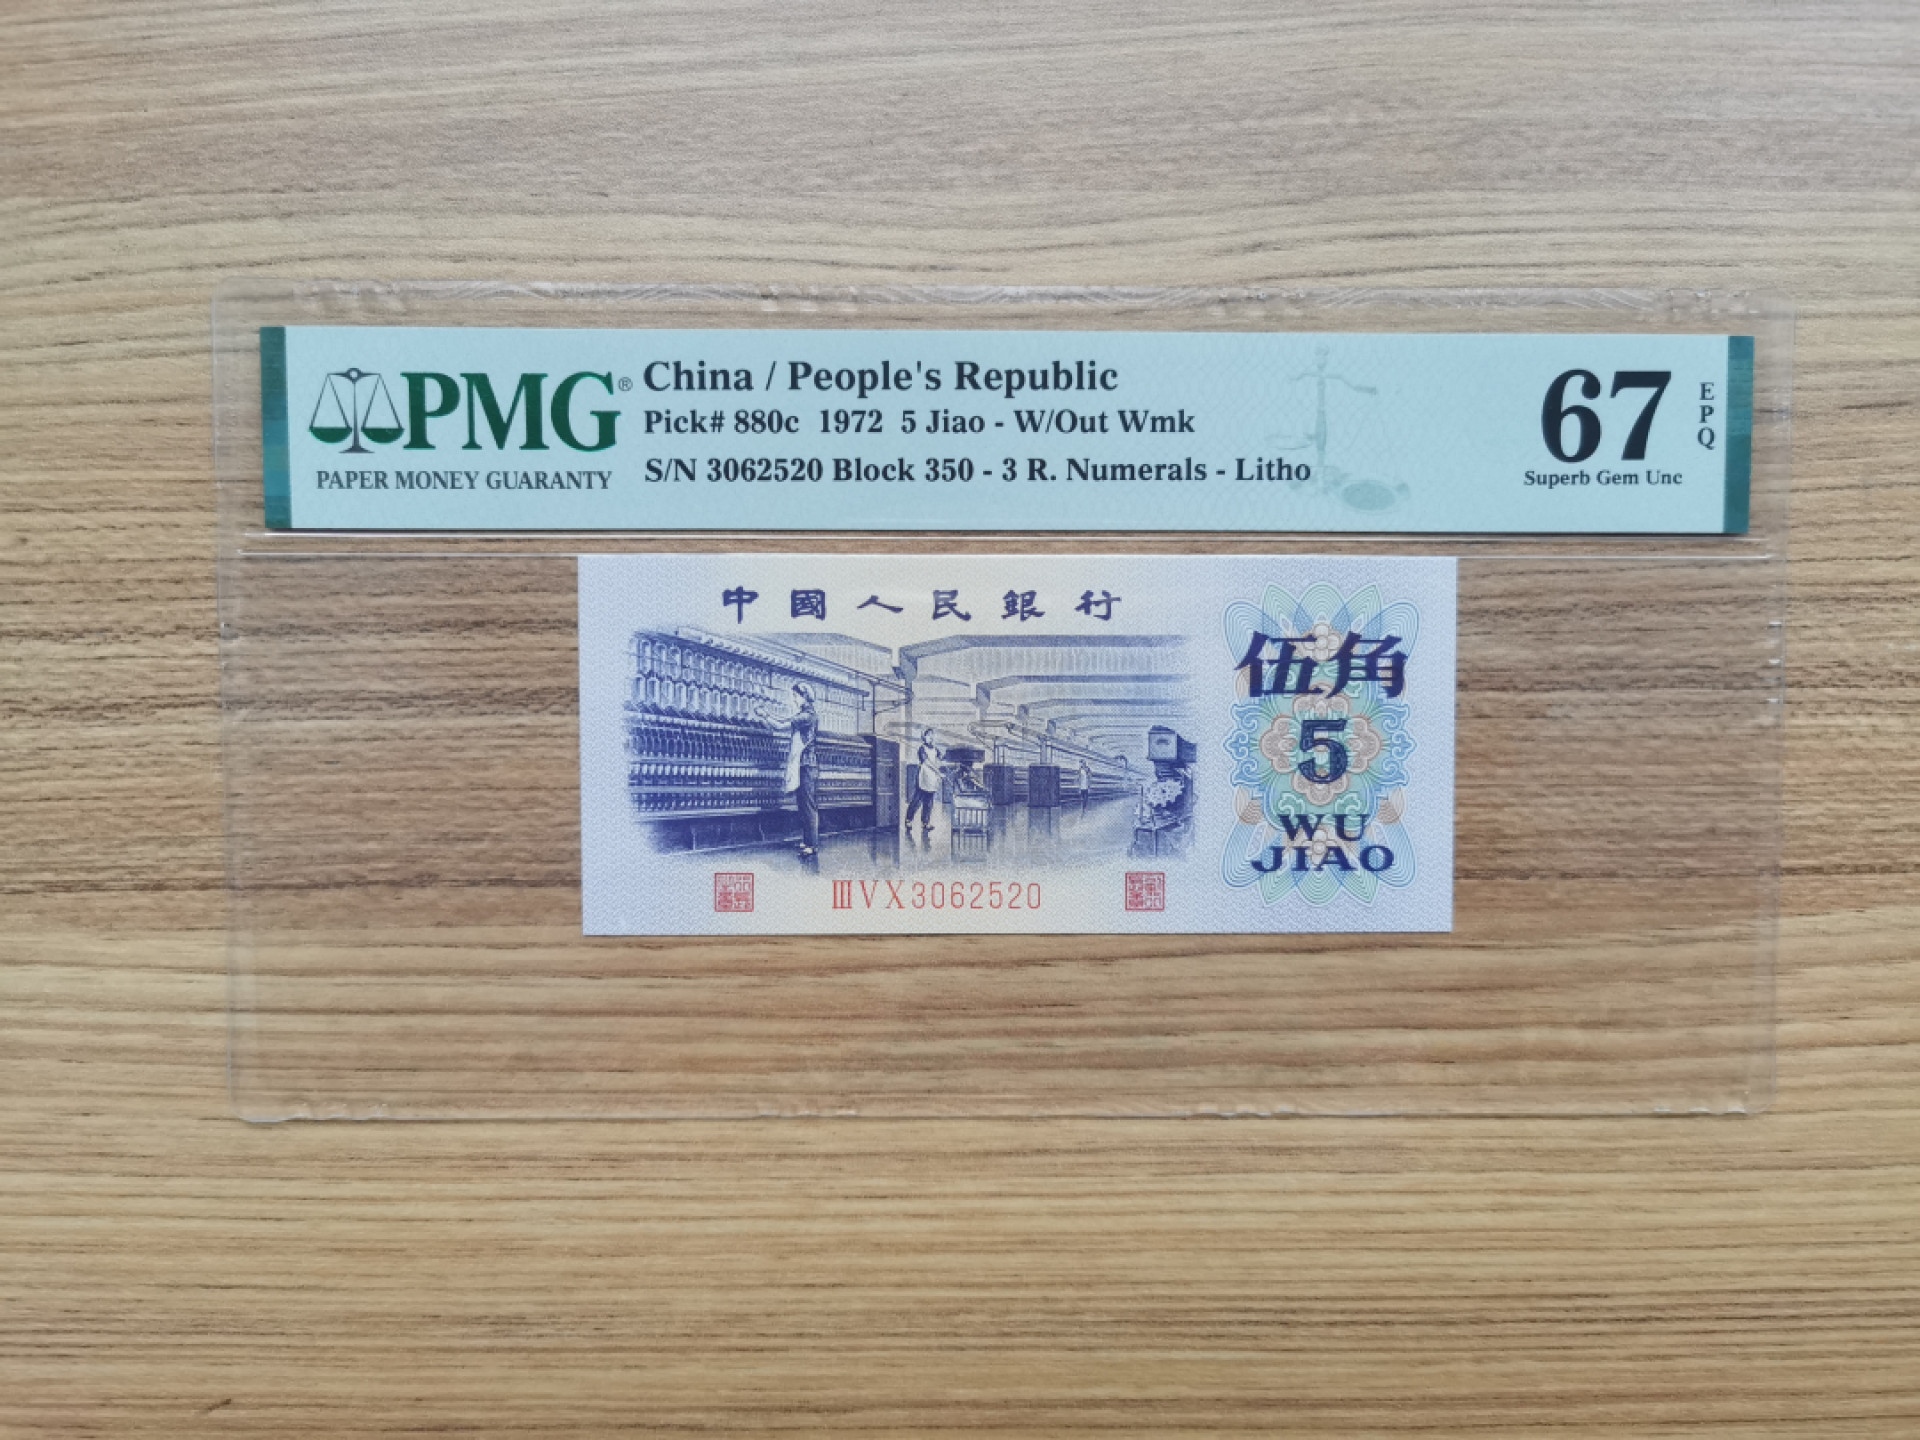 PMG®
PAPER MONEY GUARANTY
China / People's Republic
Pick# 880c 1972 5 Jiao - W/Out Wmk
S/N 3062520 Block 350 - 3 R. Numerals - Litho
67
EPQ
Superb Gem Unc
中國人民銀行
伍角
5
WU
JIAO
ⅢⅤⅩ3062520